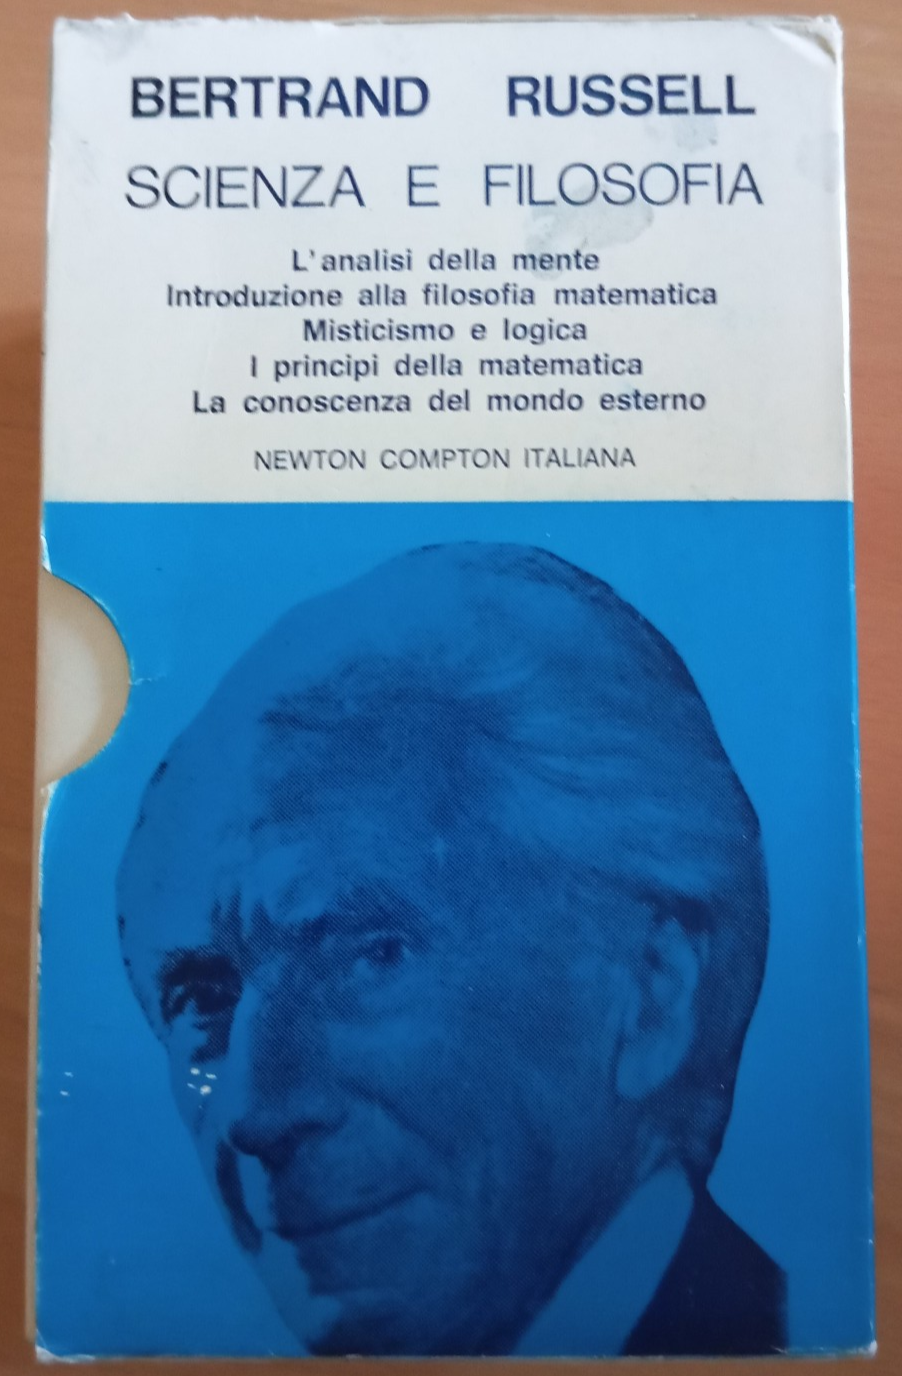 BERTRAND RUSSELL
SCIENZA E FILOSOFIA
L'analisi della mente
Introduzione alla filosofia matematica
Misticismo e logica
I principi della matematica
La conoscenza del mondo esterno
NEWTON COMPTON ITALIANA